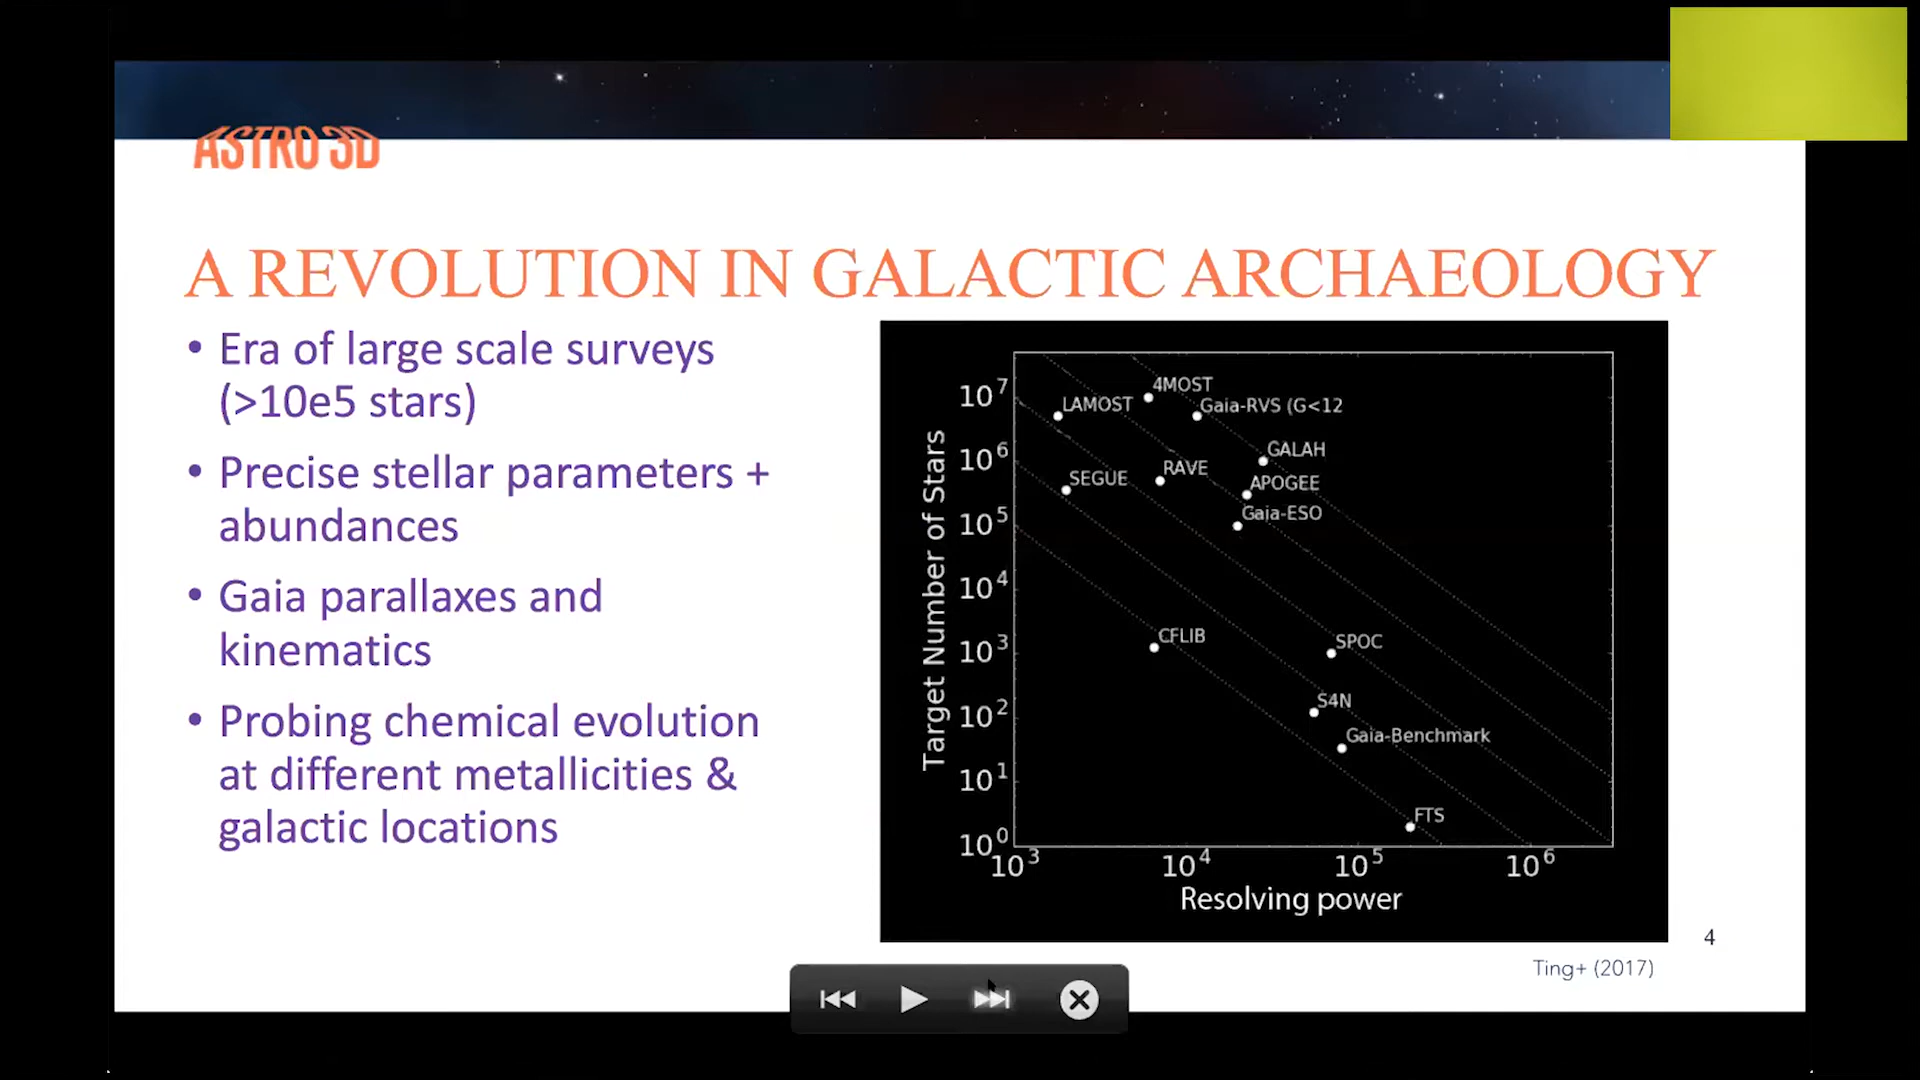 ASTRO 3D
A REVOLUTION IN GALACTIC ARCHAEOLOGY
• Era of large scale surveys
(>10e5 stars)
• Precise stellar parameters +
abundances
• Gaia parallaxes and
kinematics
• Probing chemical evolution
at different metallicities &
galactic locations
Target Number of Stars
10⁷
10⁶
10⁵
10⁴
10³
10²
10¹
10⁰
4MOST
LAMOST
Gaia-RVS (G<12
GALAH
RAVE
SEGUE
APOGEE
Gaia-ESO
CFLIB
SPOC
S4N
Gaia-Benchmark
FTS
10³ 10⁴ 10⁵ 10⁶
Resolving power
4
Ting+ (2017)